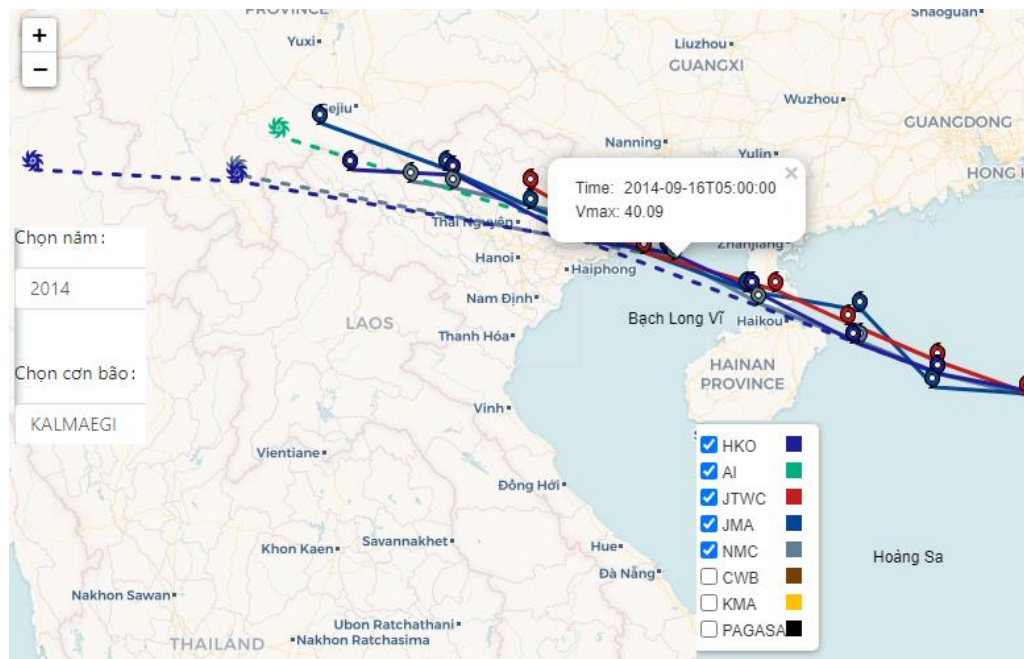 PROVINCE
Shaoguan
Yuxi
Liuzhou
GUANGXI
+
−
Wuzhou
Gejiu
GUANGDONG
Nanning
Yulin
HONG K
×
Time: 2014-09-16T05:00:00
Vmax: 40.09
Thái Nguyên
Zhanjiang
Chọn năm:
Hanoi
Haiphong
2014
Nam Định
Bạch Long Vĩ
Haikou
LAOS
Thanh Hóa
HAINAN
PROVINCE
Chọn cơn bão:
KALMAEGI
Vinh
HKO
Vientiane
AI
Đồng Hới
JTWC
JMA
Khon Kaen
Savannakhet
Huế
NMC
Hoàng Sa
Đà Nẵng
CWB
Nakhon Sawan
KMA
Ubon Ratchathani
PAGASA
THAILAND
Nakhon Ratchasima